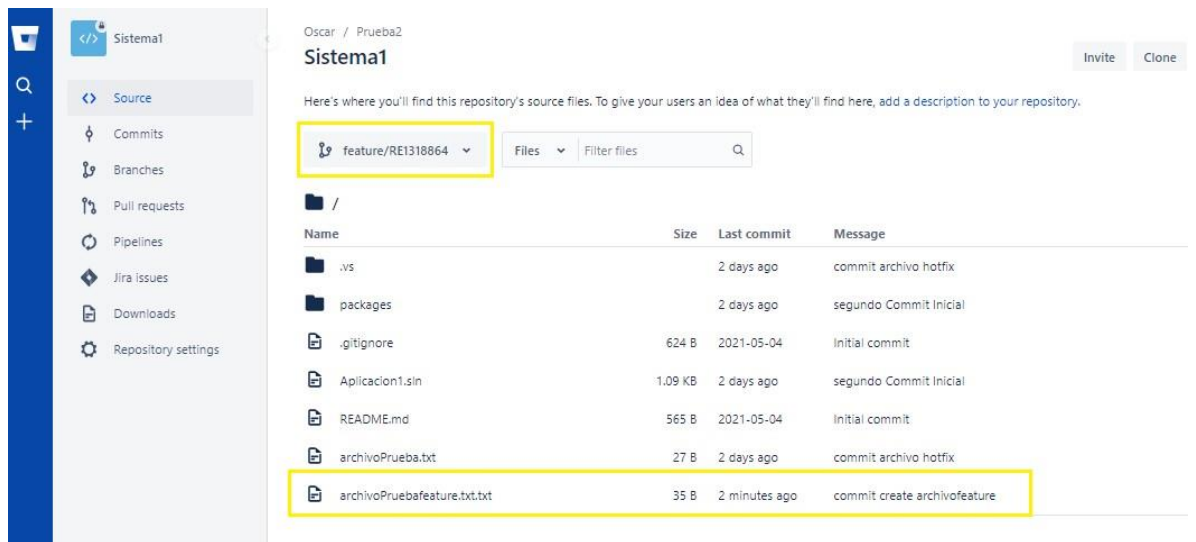 Sistema1
Source
Commits
Branches
Pull requests
Pipelines
Jira issues
Downloads
Repository settings
Oscar / Prueba2
Sistema1
Invite Clone
Here's where you'll find this repository's source files. To give your users an idea of what they'll find here, add a description to your repository.
feature/RE1318864 Files Filter files
/
Name Size Last commit Message
.vs 2 days ago commit archivo hotfix
packages 2 days ago segundo Commit Inicial
.gitignore 624 B 2021-05-04 Initial commit
Aplicacion1.sln 1.09 KB 2 days ago segundo Commit Inicial
README.md 565 B 2021-05-04 Initial commit
archivoPrueba.txt 27 B 2 days ago commit archivo hotfix
archivoPruebafeature.txt.txt 35 B 2 minutes ago commit create archivofeature